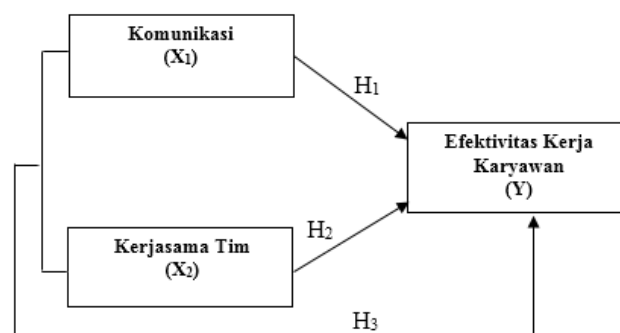 Komunikasi
(X1)
H1
Efektivitas Kerja
Karyawan
(Y)
Kerjasama Tim
(X2)
H2
H3